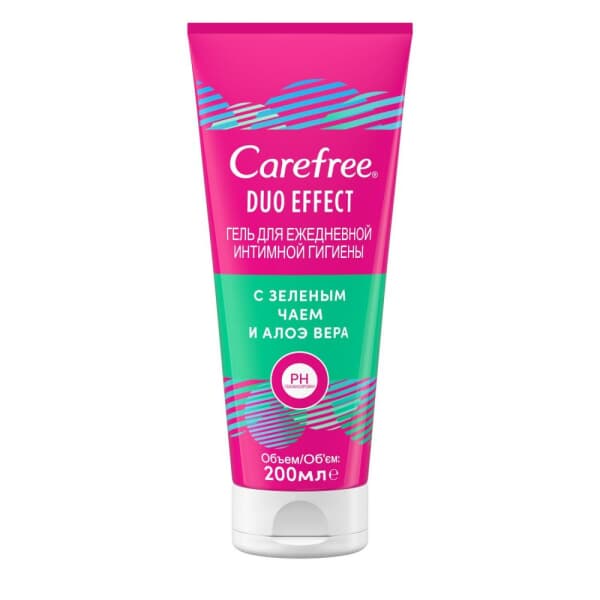 Carefree®
DUO EFFECT
ГЕЛЬ ДЛЯ ЕЖЕДНЕВНОЙ
ИНТИМНОЙ ГИГИЕНЫ
С ЗЕЛЕНЫМ
ЧАЕМ
И АЛОЭ ВЕРА
PH
Объем/Об'єм:
200мл℮